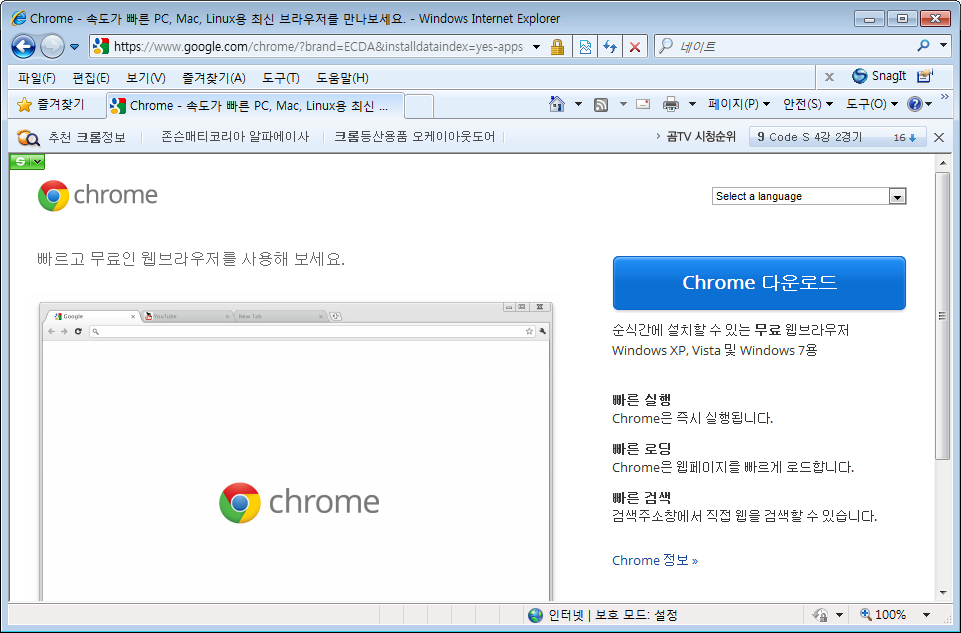 Chrome - 속도가 빠른 PC, Mac, Linux용 최신 브라우저를 만나보세요. - Windows Internet Explorer
https://www.google.com/chrome/?brand=ECDA&installdataindex=yes-apps
네이트
파일(F) 편집(E) 보기(V) 즐겨찾기(A) 도구(T) 도움말(H)
SnagIt
즐겨찾기
Chrome - 속도가 빠른 PC, Mac, Linux용 최신 ...
페이지(P) 안전(S) 도구(O)
추천 크롬정보 존슨매티코리아 알파에이사 크롬등산용품 오케이아웃도어
곰TV 시청순위 9 Code S 4강 2경기 16
S
chrome
Select a language
빠르고 무료인 웹브라우저를 사용해 보세요.
Chrome 다운로드
순식간에 설치할 수 있는 무료 웹브라우저
Windows XP, Vista 및 Windows 7용
Google YouTube New Tab
chrome
빠른 실행
Chrome은 즉시 실행됩니다.
빠른 로딩
Chrome은 웹페이지를 빠르게 로드합니다.
빠른 검색
검색주소창에서 직접 웹을 검색할 수 있습니다.
Chrome 정보 »
인터넷 | 보호 모드: 설정
100%